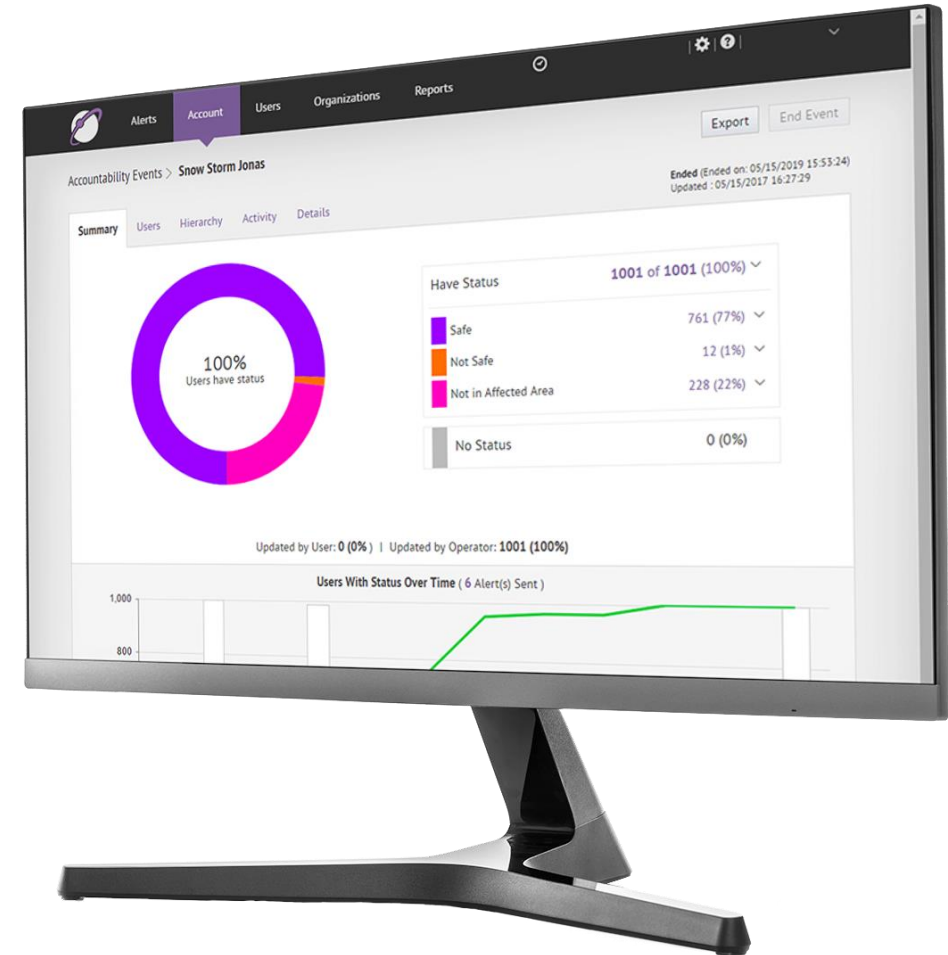 Alerts
Account
Users
Organizations
Reports
Export
End Event
Accountability Events > Snow Storm Jonas
Ended (Ended on: 05/15/2019 15:53:24)
Updated : 05/15/2017 16:27:29
Summary
Users
Hierarchy
Activity
Details
100%
Users have status
Have Status 1001 of 1001 (100%)
Safe 761 (77%)
Not Safe 12 (1%)
Not in Affected Area 228 (22%)
No Status 0 (0%)
Updated by User: 0 (0% ) | Updated by Operator: 1001 (100%)
Users With Status Over Time ( 6 Alert(s) Sent )
1,000
800